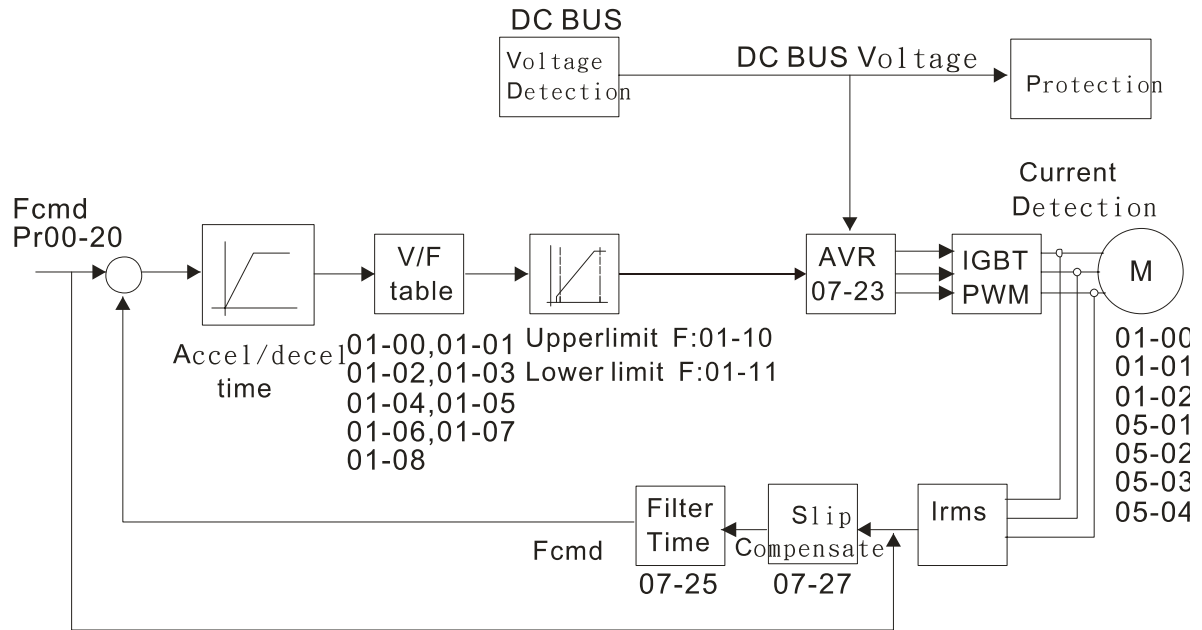 DC BUS
Voltage
Detection
DC BUS Voltage
Protection
Current
Detection
Fcmd
Pr00-20
V/F
table
AVR
07-23
IGBT
PWM
M
Accel/decel
time
01-00,01-01
01-02,01-03
01-04,01-05
01-06,01-07
01-08
Upperlimit F:01-10
Lower limit F:01-11
01-00
01-01
01-02
05-01
05-02
05-03
05-04
Fcmd
Filter
Time
07-25
Slip
Compensate
07-27
Irms